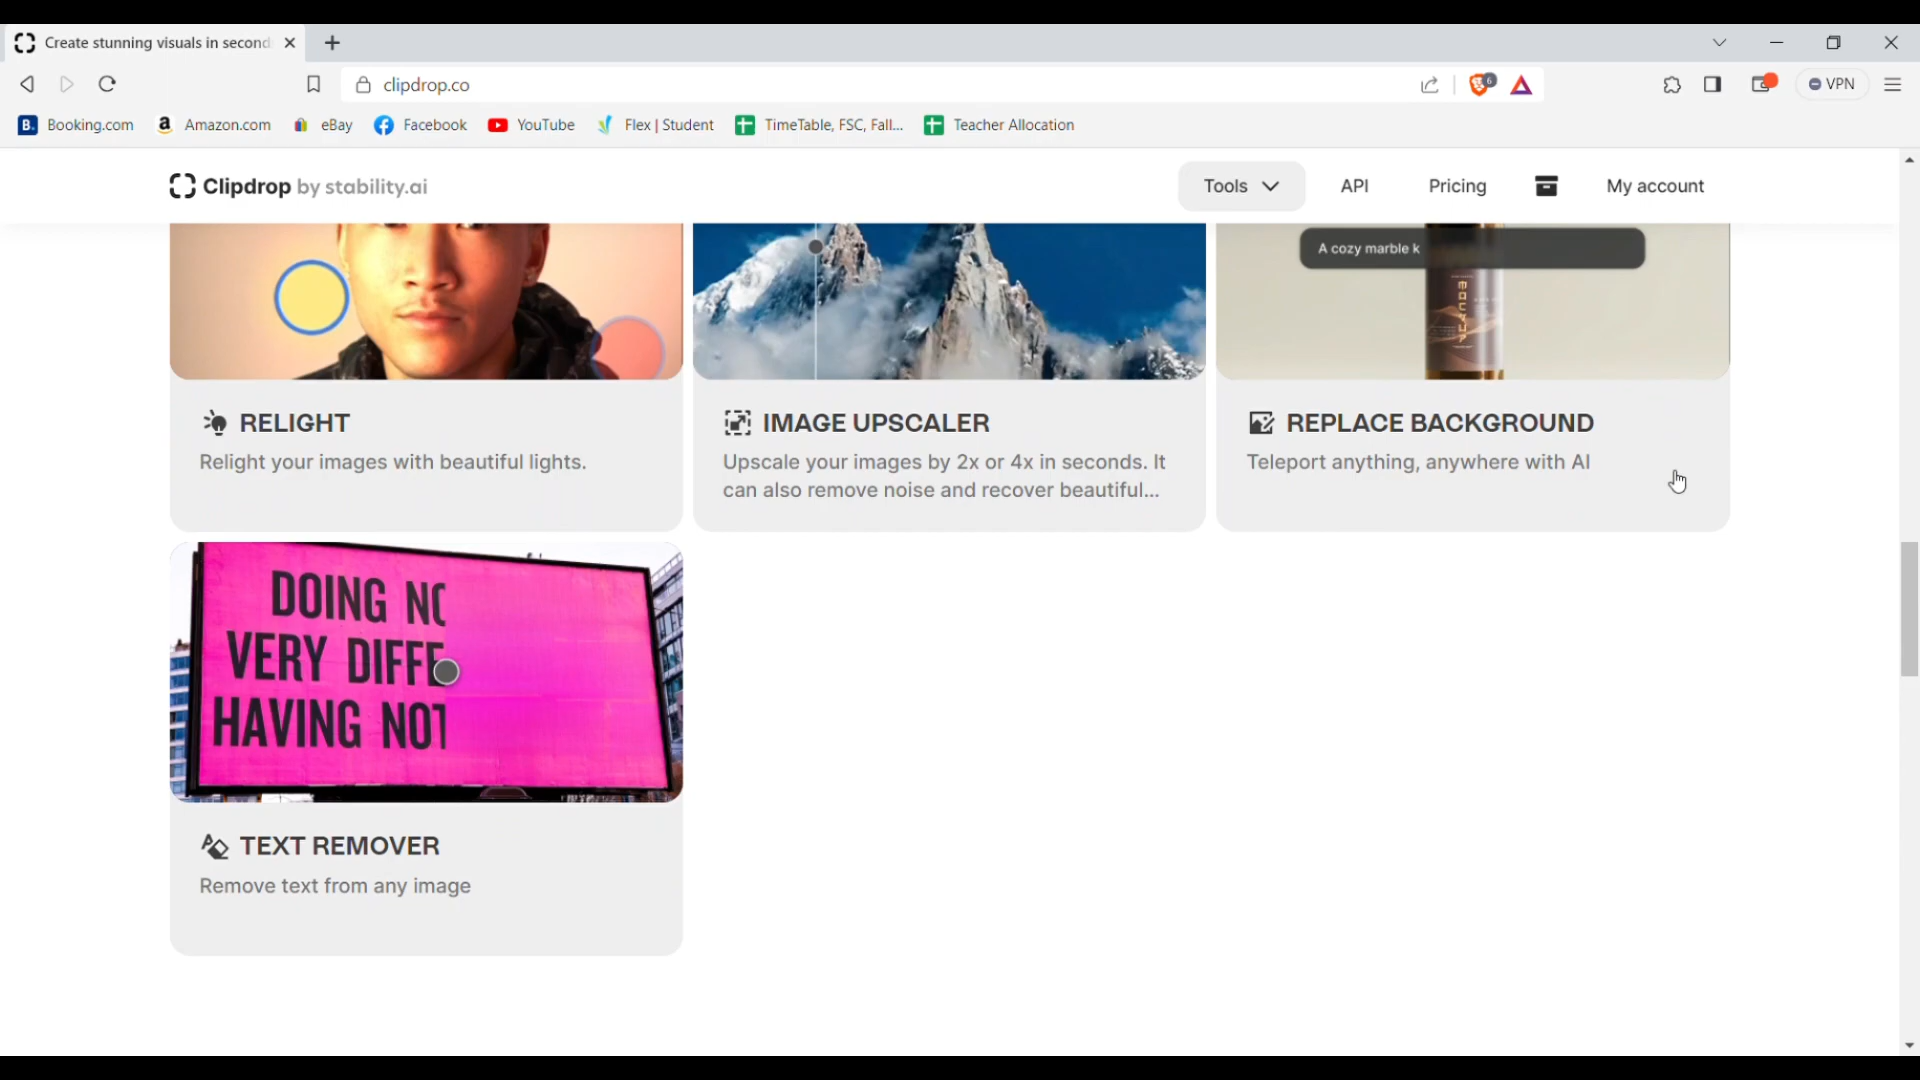 Create stunning visuals in second
clipdrop.co
VPN
Booking.com
Amazon.com
eBay
Facebook
YouTube
Flex | Student
TimeTable, FSC, Fall...
Teacher Allocation
Clipdrop by stability.ai
Tools
API
Pricing
My account
A cozy marble k
RELIGHT
Relight your images with beautiful lights.
IMAGE UPSCALER
Upscale your images by 2x or 4x in seconds. It
can also remove noise and recover beautiful...
REPLACE BACKGROUND
Teleport anything, anywhere with AI
DOING NO
VERY DIFFE
HAVING NOT
TEXT REMOVER
Remove text from any image